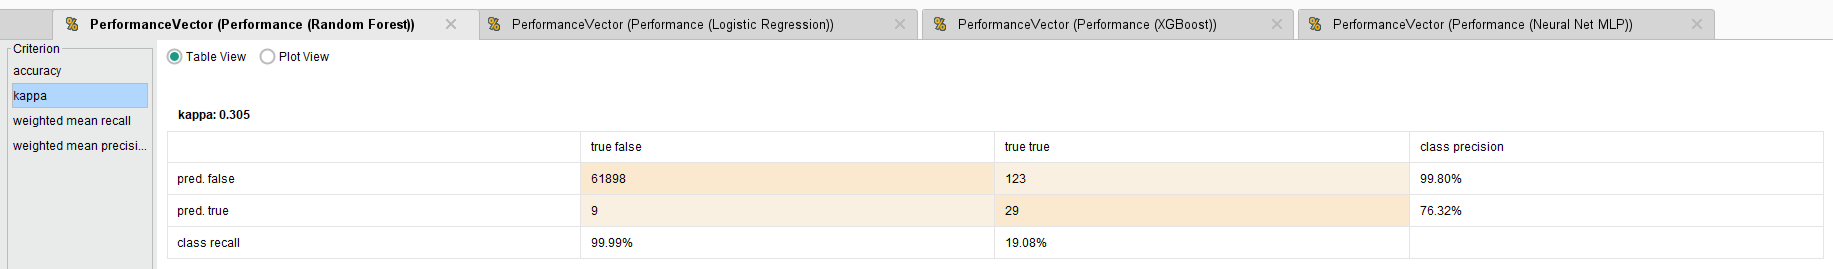 PerformanceVector (Performance (Random Forest))
PerformanceVector (Performance (Logistic Regression))
PerformanceVector (Performance (XGBoost))
PerformanceVector (Performance (Neural Net MLP))
Criterion
accuracy
kappa
weighted mean recall
weighted mean precisi...
Table View Plot View
kappa: 0.305
true false true true class precision
pred. false 61898 123 99.80%
pred. true 9 29 76.32%
class recall 99.99% 19.08%